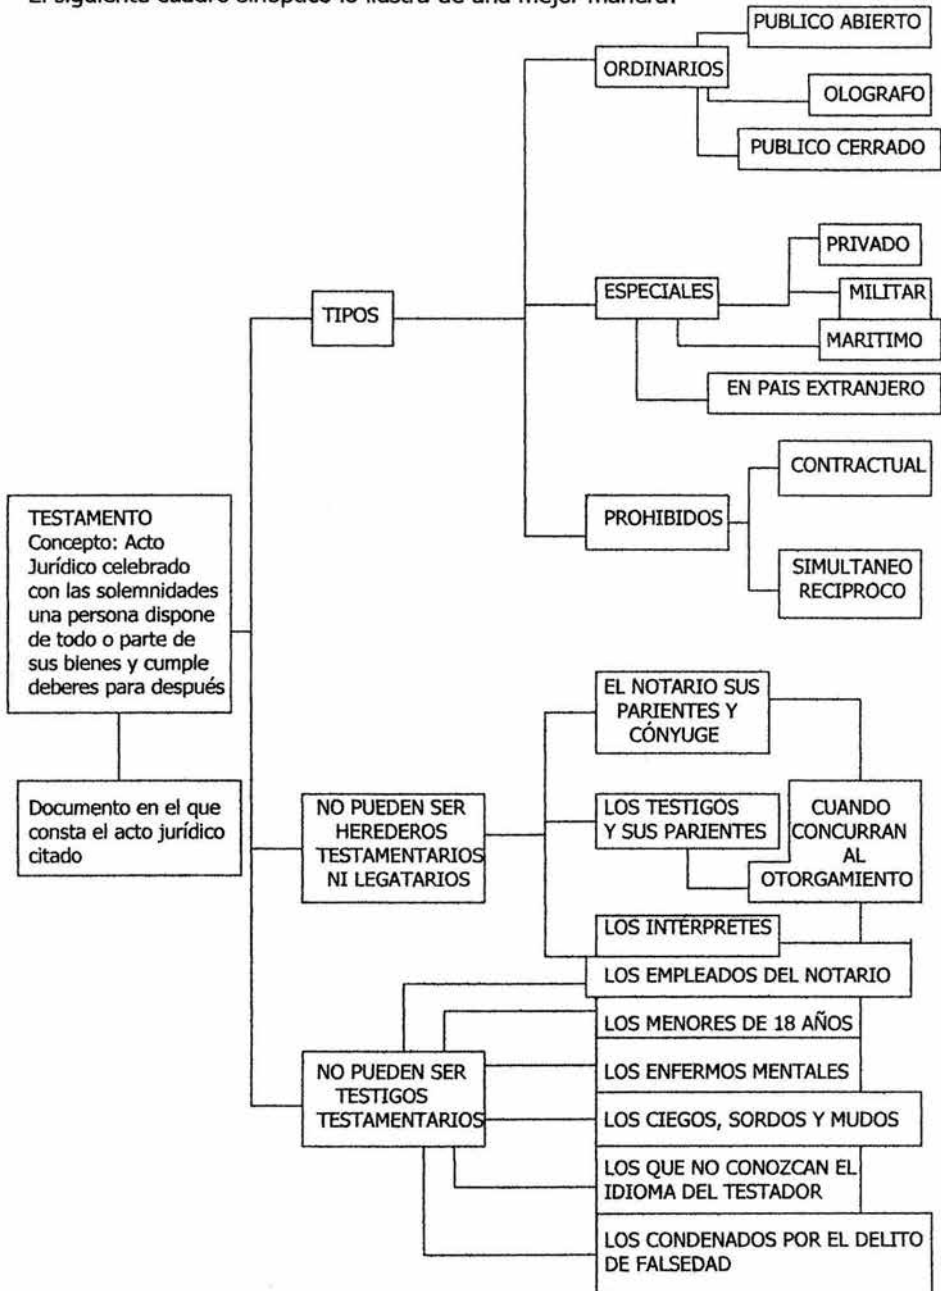 El siguiente cuadro sinóptico lo ilustra de una mejor manera:
PUBLICO ABIERTO
ORDINARIOS
OLOGRAFO
PUBLICO CERRADO
PRIVADO
ESPECIALES
MILITAR
TIPOS
MARITIMO
EN PAIS EXTRANJERO
CONTRACTUAL
PROHIBIDOS
SIMULTANEO
RECIPROCO
TESTAMENTO
Concepto: Acto
Jurídico celebrado
con las solemnidades
una persona dispone
de todo o parte de
sus bienes y cumple
deberes para después
Documento en el que
consta el acto jurídico
citado
NO PUEDEN SER
HEREDEROS
TESTAMENTARIOS
NI LEGATARIOS
EL NOTARIO SUS
PARIENTES Y
CÓNYUGE
LOS TESTIGOS
Y SUS PARIENTES
CUANDO
CONCURRAN
AL
OTORGAMIENTO
LOS INTÉRPRETES
LOS EMPLEADOS DEL NOTARIO
LOS MENORES DE 18 AÑOS
NO PUEDEN SER
TESTIGOS
TESTAMENTARIOS
LOS ENFERMOS MENTALES
LOS CIEGOS, SORDOS Y MUDOS
LOS QUE NO CONOZCAN EL
IDIOMA DEL TESTADOR
LOS CONDENADOS POR EL DELITO
DE FALSEDAD